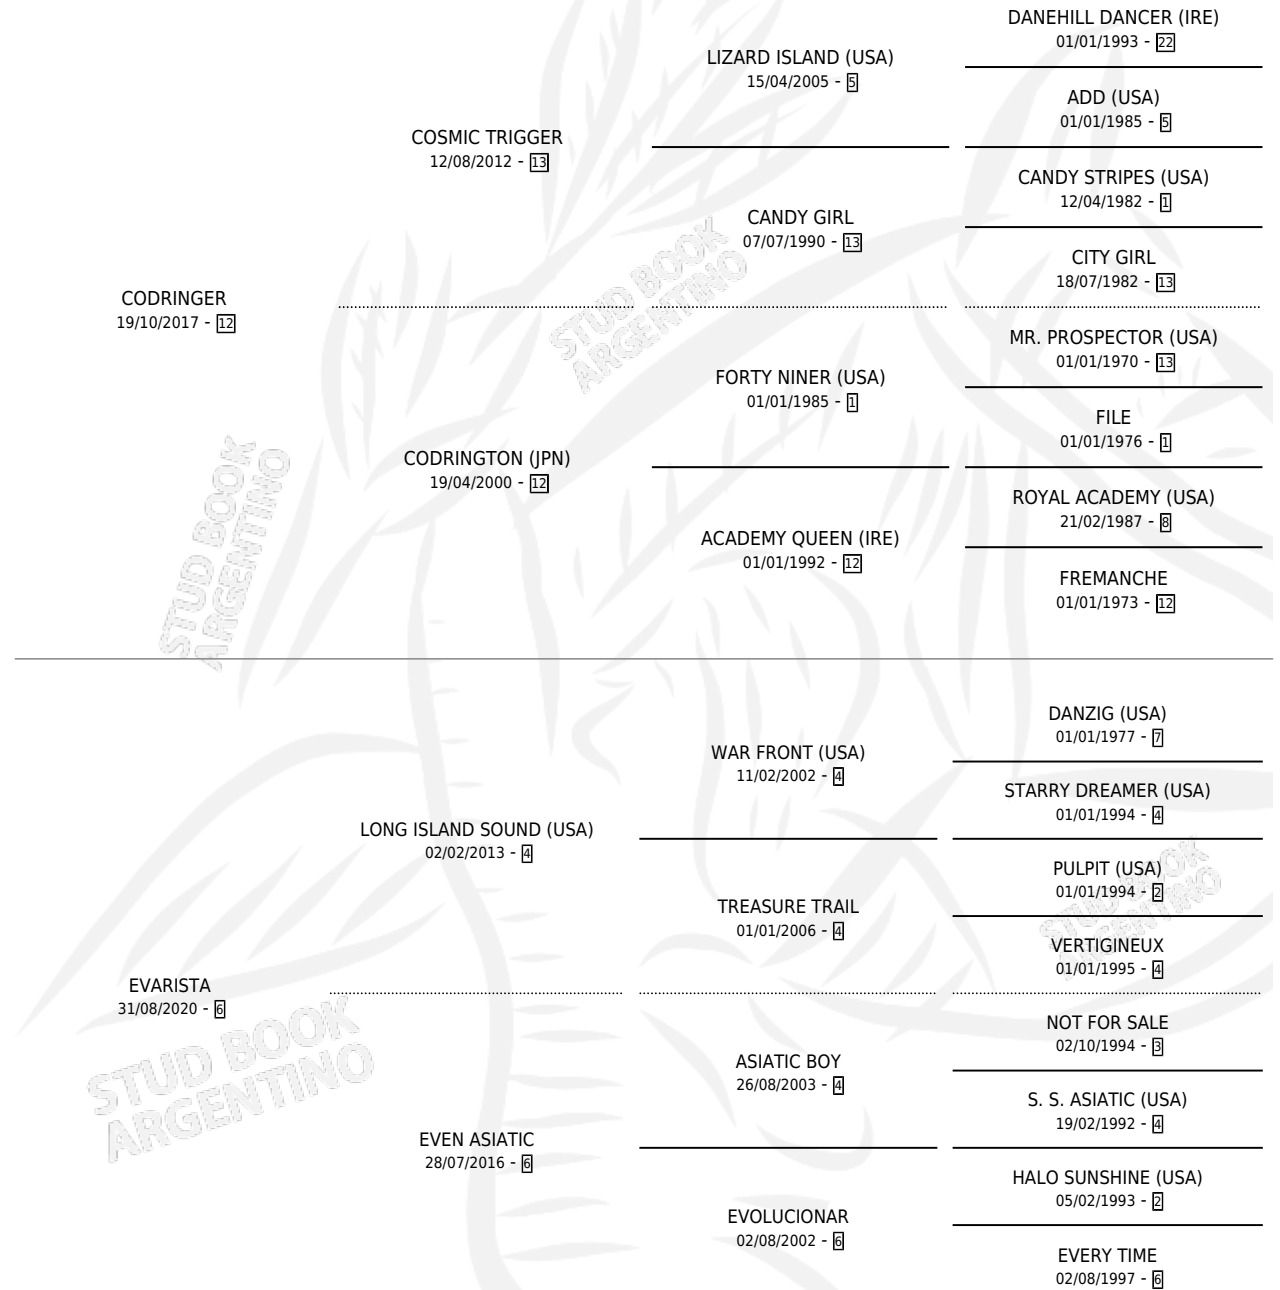 DANEHILL DANCER (IRE)
01/01/1993 - 22
LIZARD ISLAND (USA)
15/04/2005 - 5
ADD (USA)
01/01/1985 - 5
COSMIC TRIGGER
12/08/2012 - 13
CANDY STRIPES (USA)
12/04/1982 - 1
CANDY GIRL
07/07/1990 - 13
CITY GIRL
18/07/1982 - 13
CODRINGER
19/10/2017 - 12
MR. PROSPECTOR (USA)
01/01/1970 - 13
FORTY NINER (USA)
01/01/1985 - 1
FILE
01/01/1976 - 1
CODRINGTON (JPN)
19/04/2000 - 12
ROYAL ACADEMY (USA)
21/02/1987 - 8
ACADEMY QUEEN (IRE)
01/01/1992 - 12
FREMANCHE
01/01/1973 - 12
DANZIG (USA)
01/01/1977 - 7
WAR FRONT (USA)
11/02/2002 - 4
STARRY DREAMER (USA)
01/01/1994 - 4
LONG ISLAND SOUND (USA)
02/02/2013 - 4
PULPIT (USA)
01/01/1994 - 2
TREASURE TRAIL
01/01/2006 - 4
VERTIGINEUX
01/01/1995 - 4
EVARISTA
31/08/2020 - 6
NOT FOR SALE
02/10/1994 - 3
ASIATIC BOY
26/08/2003 - 4
S. S. ASIATIC (USA)
19/02/1992 - 4
EVEN ASIATIC
28/07/2016 - 6
HALO SUNSHINE (USA)
05/02/1993 - 2
EVOLUCIONAR
02/08/2002 - 6
EVERY TIME
02/08/1997 - 6
STUD BOOK
ARGENTINO
STUD BOOK
ARGENTINO
STUD BOOK
ARGENTINO
STUD BOOK
ARGENTINO